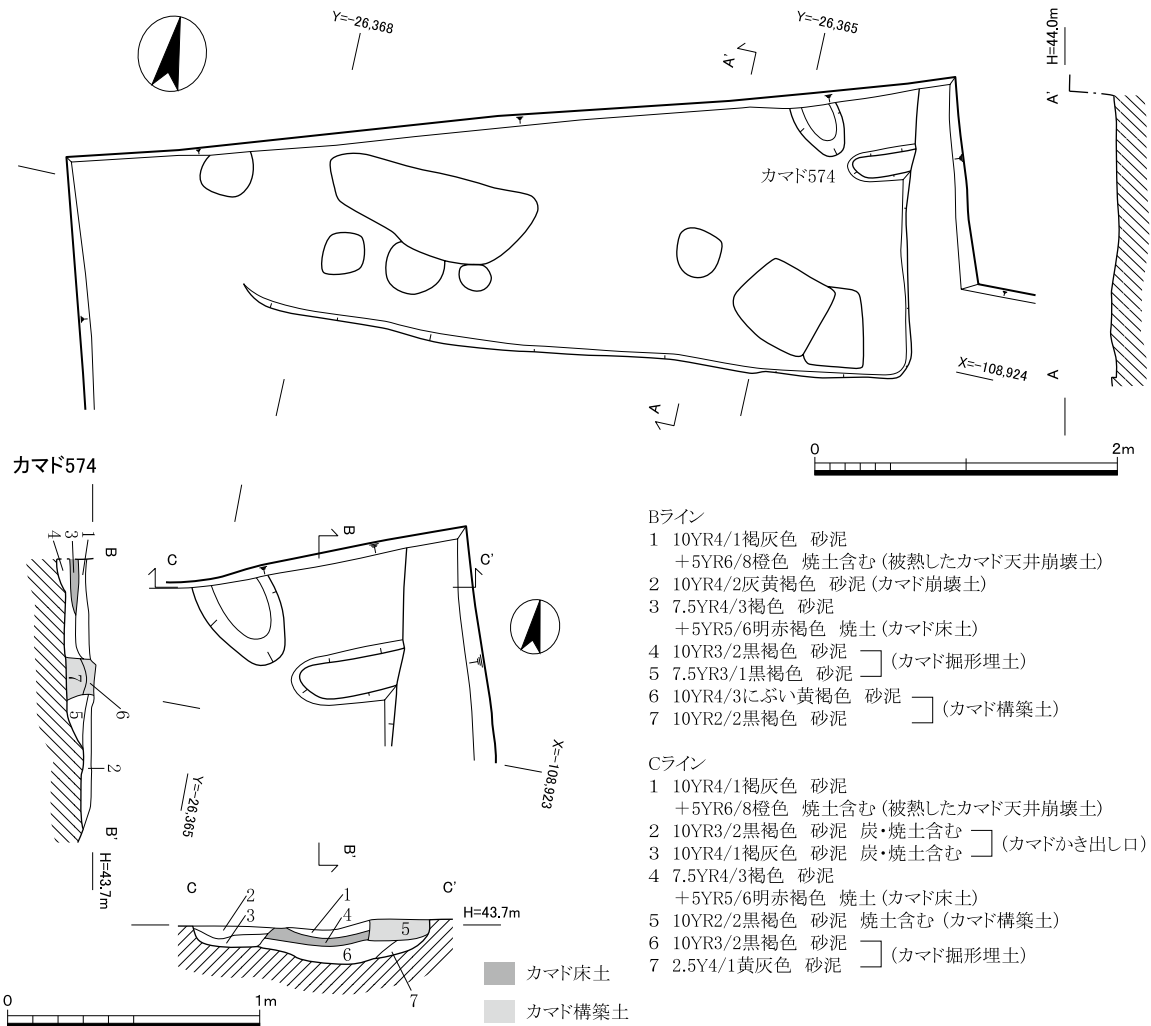 Y=-26,368
Y=-26,365
H=44.0m
A'
A'
カマド574
X=-108,924
A
A
0 2m
カマド574
4 3 1
B
B
C
C'
7
5
6
2
B'
H=43.7m
Y=-26,365
X=-108,923
B'
C
C'
2
3
1
4
5
6
7
H=43.7m
0 1m
カマド床土
カマド構築土
Bライン
1 10YR4/1褐灰色 砂泥
+5YR6/8橙色 焼土含む(被熱したカマド天井崩壊土)
2 10YR4/2灰黄褐色 砂泥(カマド崩壊土)
3 7.5YR4/3褐色 砂泥
+5YR5/6明赤褐色 焼土(カマド床土)
4 10YR3/2黒褐色 砂泥
5 7.5YR3/1黒褐色 砂泥
(カマド掘形埋土)
6 10YR4/3にぶい黄褐色 砂泥
7 10YR2/2黒褐色 砂泥
(カマド構築土)
Cライン
1 10YR4/1褐灰色 砂泥
+5YR6/8橙色 焼土含む(被熱したカマド天井崩壊土)
2 10YR3/2黒褐色 砂泥 炭・焼土含む
3 10YR4/1褐灰色 砂泥 炭・焼土含む
(カマドかき出し口)
4 7.5YR4/3褐色 砂泥
+5YR5/6明赤褐色 焼土(カマド床土)
5 10YR2/2黒褐色 砂泥 焼土含む(カマド構築土)
6 10YR3/2黒褐色 砂泥
7 2.5Y4/1黄灰色 砂泥
(カマド掘形埋土)